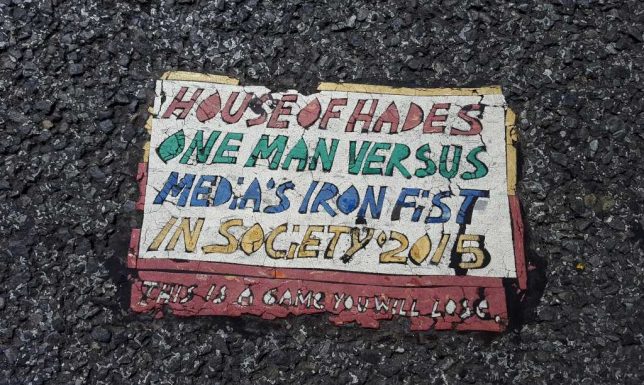 HOUSE OF HADES
ONE MAN VERSUS
MEDiA'S IRON FiST
IN SOCiETY '2015
THIS IS A GAME YOU WILL LOSE.